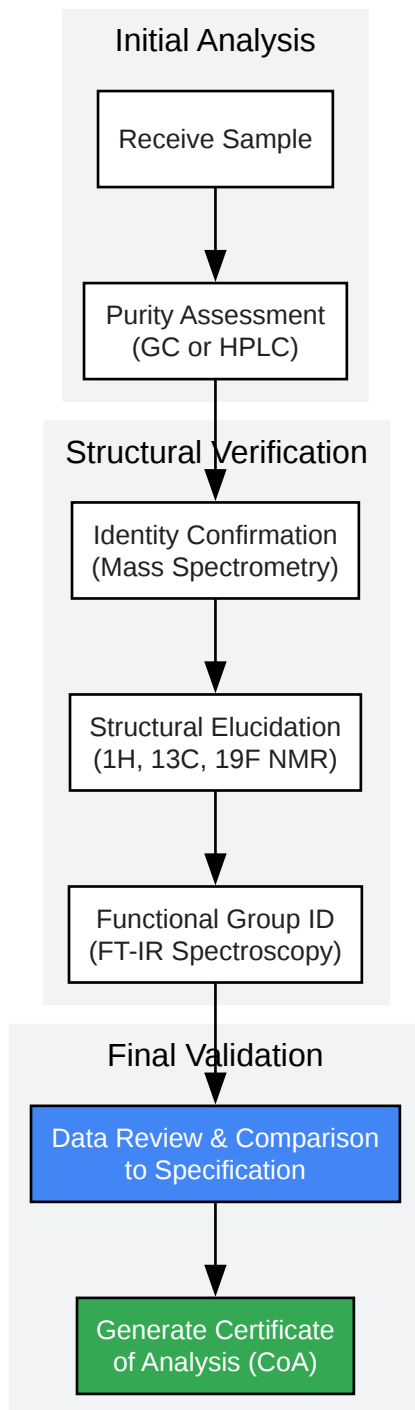 Initial Analysis
Receive Sample
Purity Assessment
(GC or HPLC)
Structural Verification
Identity Confirmation
(Mass Spectrometry)
Structural Elucidation
(1H, 13C, 19F NMR)
Functional Group ID
(FT-IR Spectroscopy)
Final Validation
Data Review & Comparison
to Specification
Generate Certificate
of Analysis (CoA)